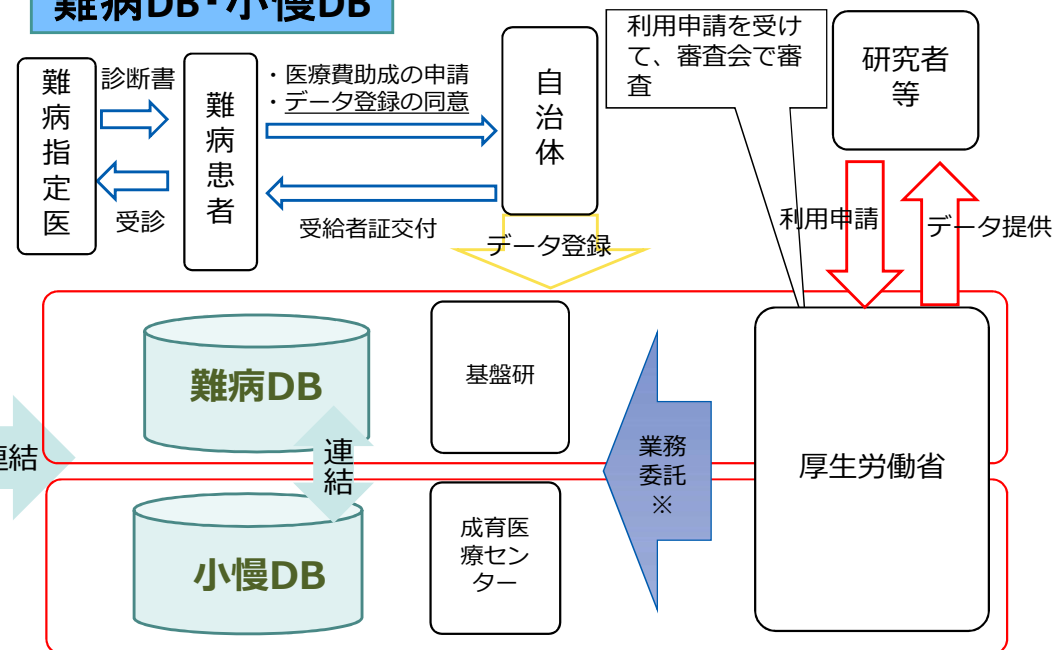 難病DB・小慢DB
難
病
指
定
医
診断書
受診
難
病
患
者
・医療費助成の申請
・データ登録の同意
受給者証交付
自
治
体
データ登録
利用申請を受け
て、審査会で審
査
研究者
等
利用申請
データ提供
難病DB
基盤研
連結
連
結
業務
委託
※
厚生労働省
小慢DB
成育医
療セン
ター